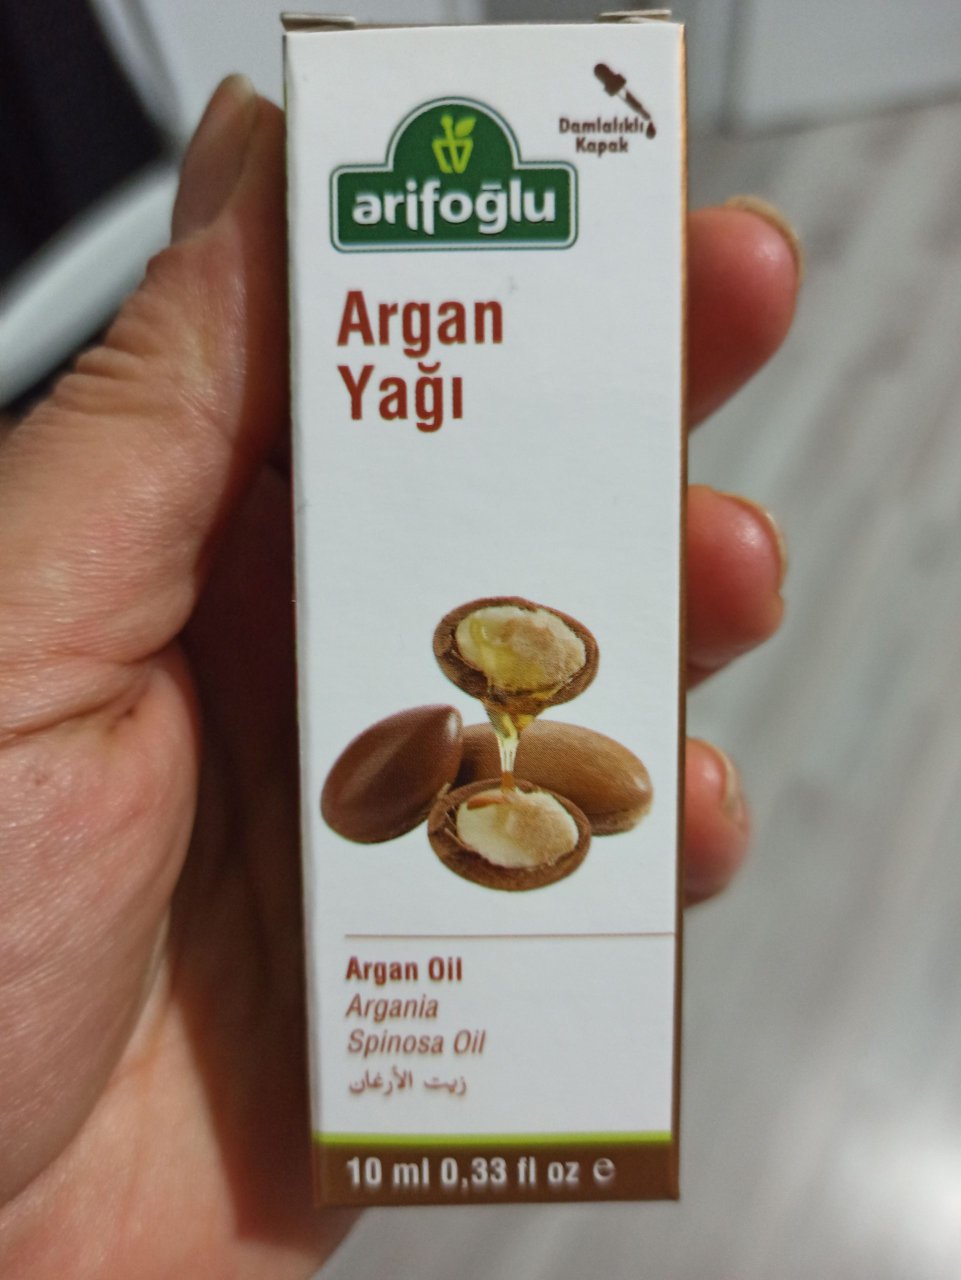 Damlalıklı
Kapak
arifoğlu
Argan
Yağı
Argan Oil
Argania
Spinosa Oil
زيت الأرغان
10 ml 0,33 fl oz ℮